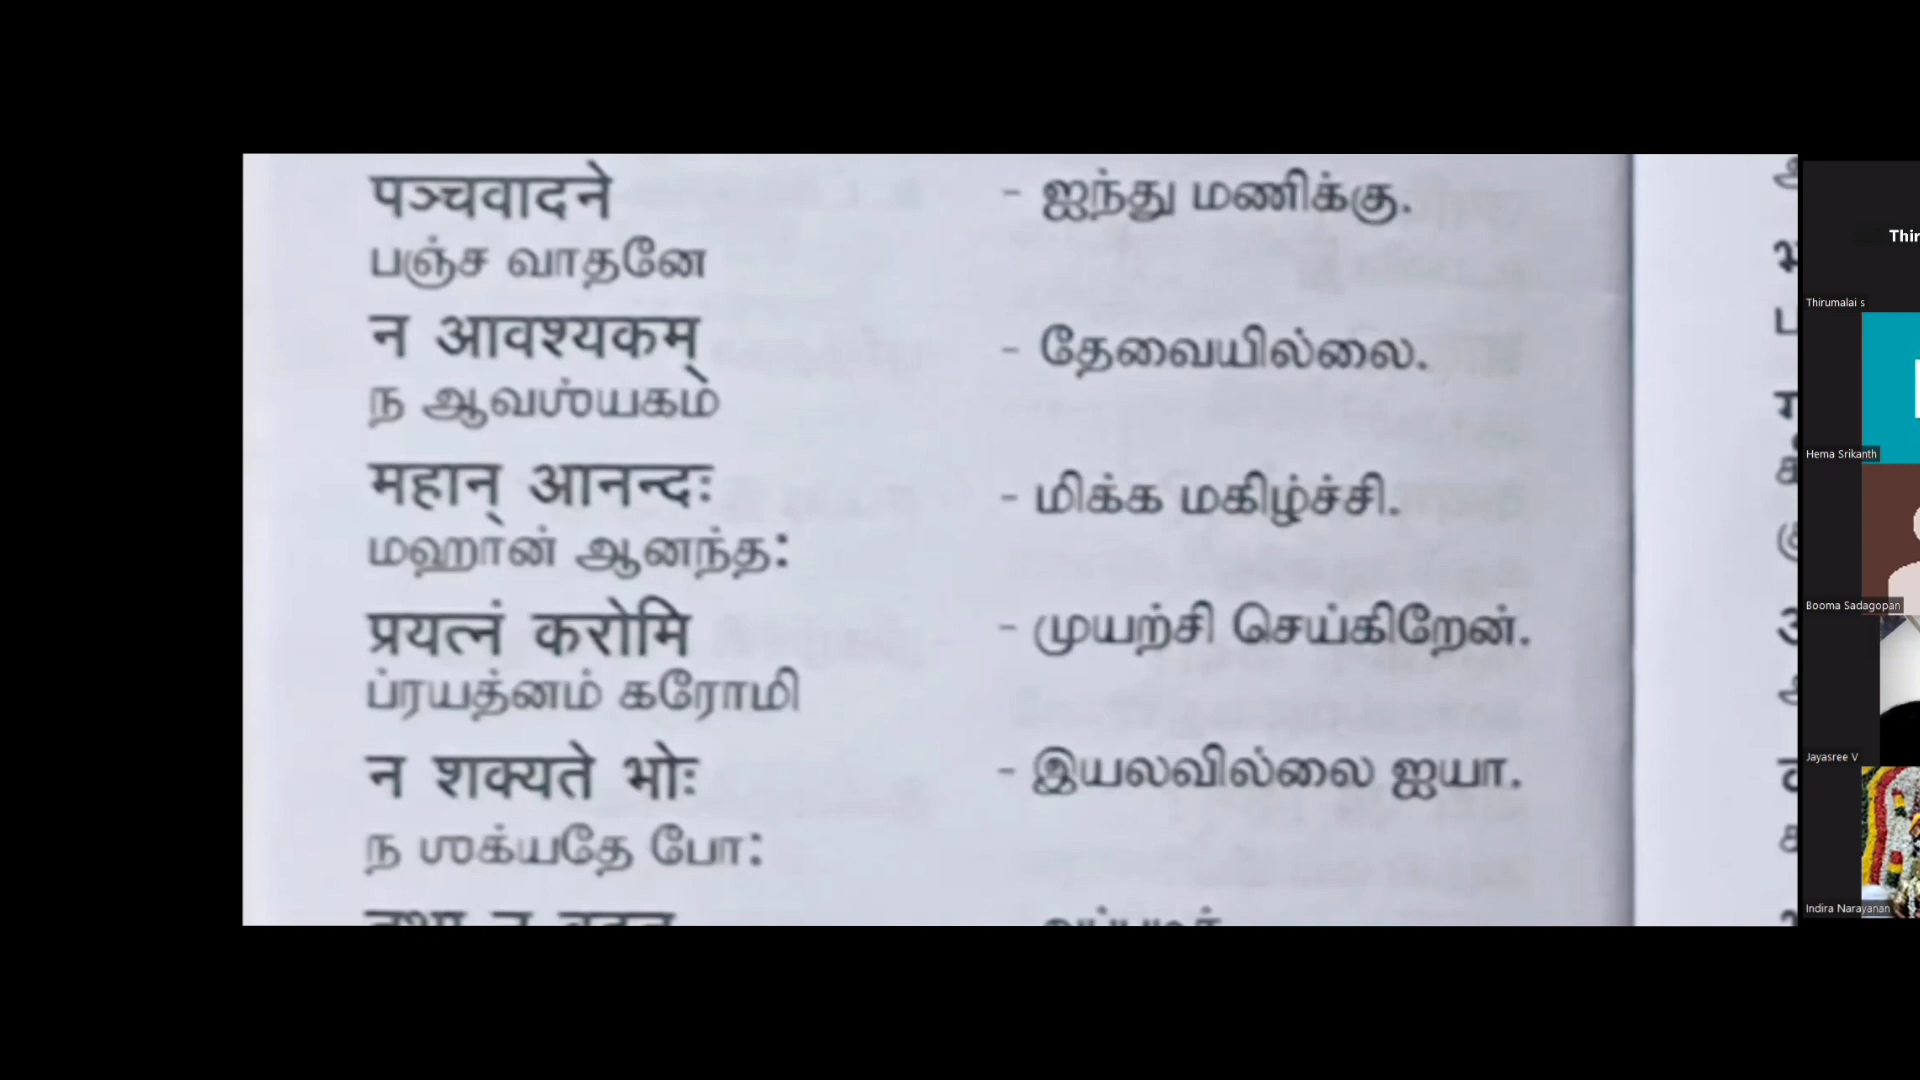 पञ्चवादने - ஐந்து மணிக்கு.
பஞ்ச வாதனே
न आवश्यकम् - தேவையில்லை.
ந ஆவஶ்யகம்
महान् आनन्दः - மிக்க மகிழ்ச்சி.
மஹான் ஆனந்த:
प्रयत्नं करोमि - முயற்சி செய்கிறேன்.
ப்ரயத்னம் கரோமி
न शक्यते भोः - இயலவில்லை ஐயா.
ந ஶக்யதே போ:
Thir
Thirumalai s
Hema Srikanth
Booma Sadagopan
Jayasree V
Indira Narayanan